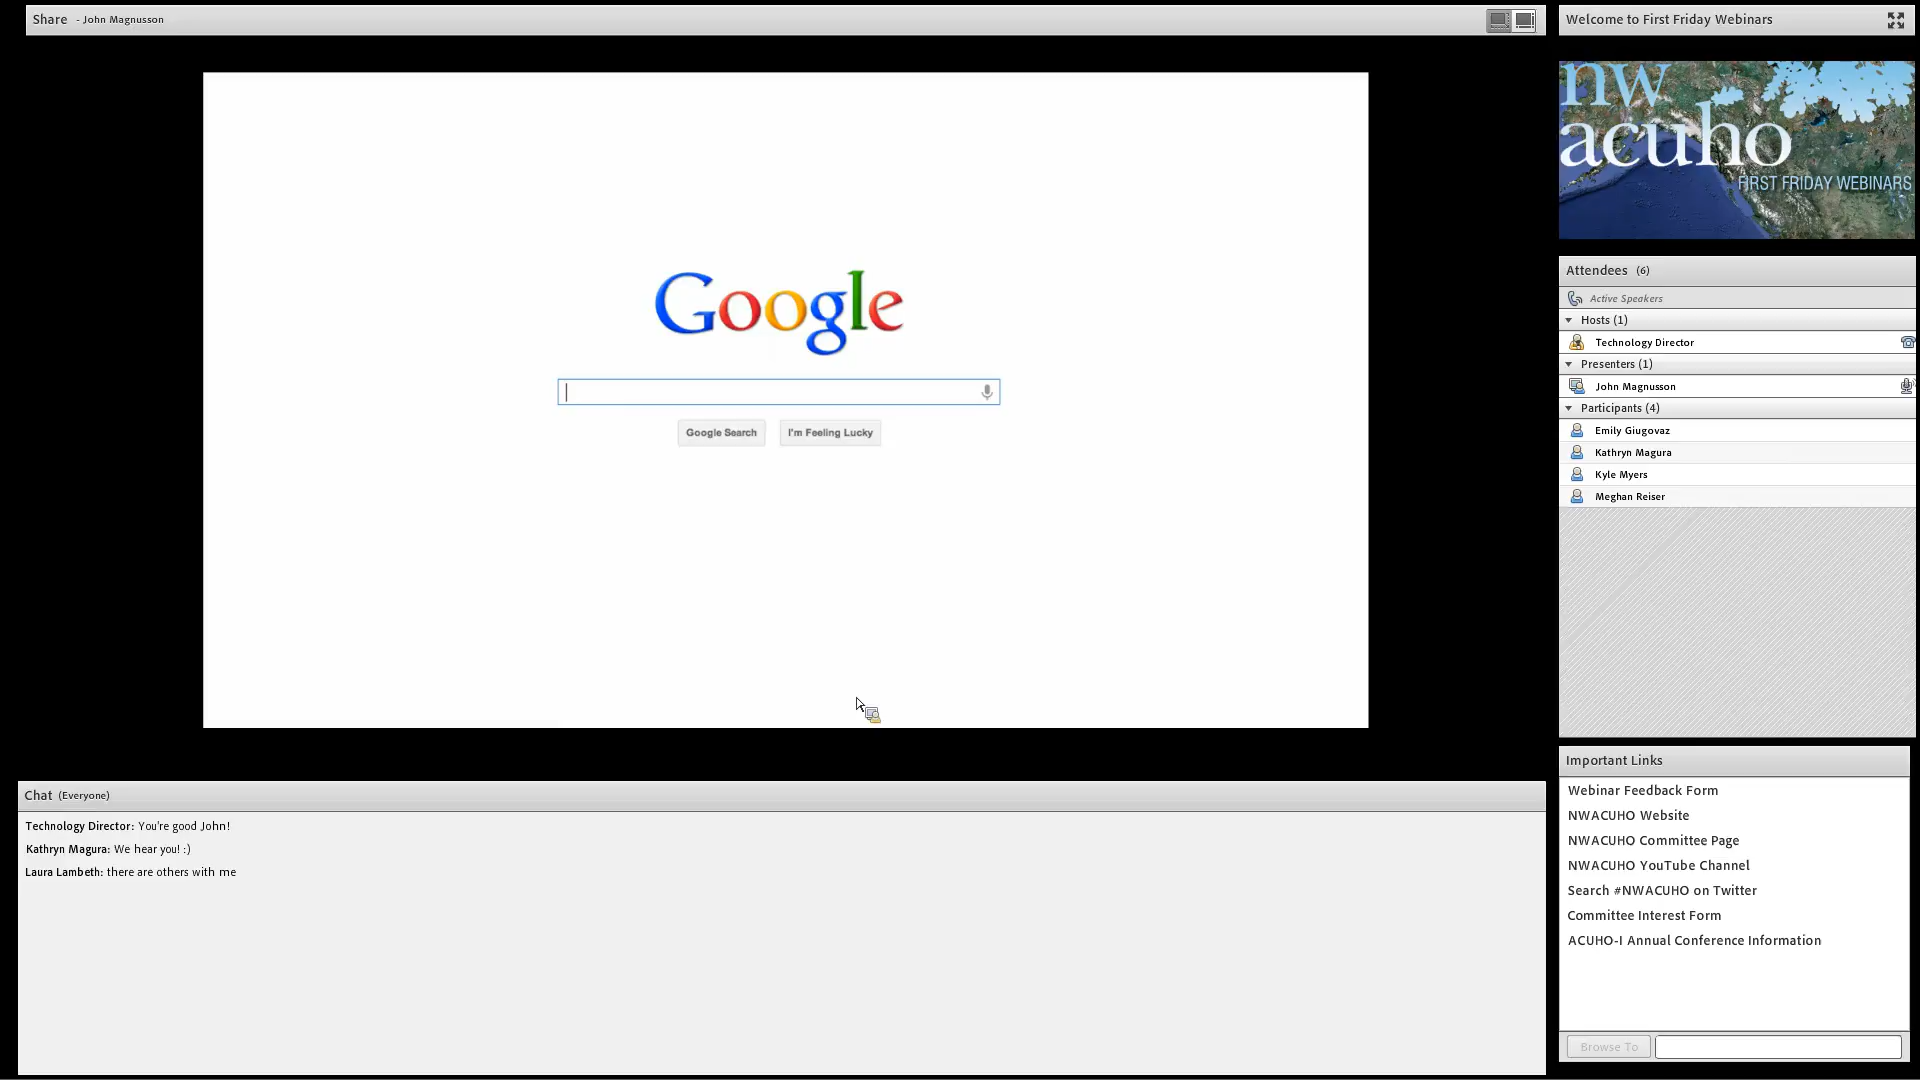 Share - John Magnusson
Google
Google Search I'm Feeling Lucky
Chat (Everyone)
Technology Director: You're good John!
Kathryn Magura: We hear you! :)
Laura Lambeth: there are others with me
Welcome to First Friday Webinars
nw
acuho
FIRST FRIDAY WEBINARS
Attendees (6)
Active Speakers
Hosts (1)
Technology Director
Presenters (1)
John Magnusson
Participants (4)
Emily Giugovaz
Kathryn Magura
Kyle Myers
Meghan Reiser
Important Links
Webinar Feedback Form
NWACUHO Website
NWACUHO Committee Page
NWACUHO YouTube Channel
Search #NWACUHO on Twitter
Committee Interest Form
ACUHO-I Annual Conference Information
Browse To